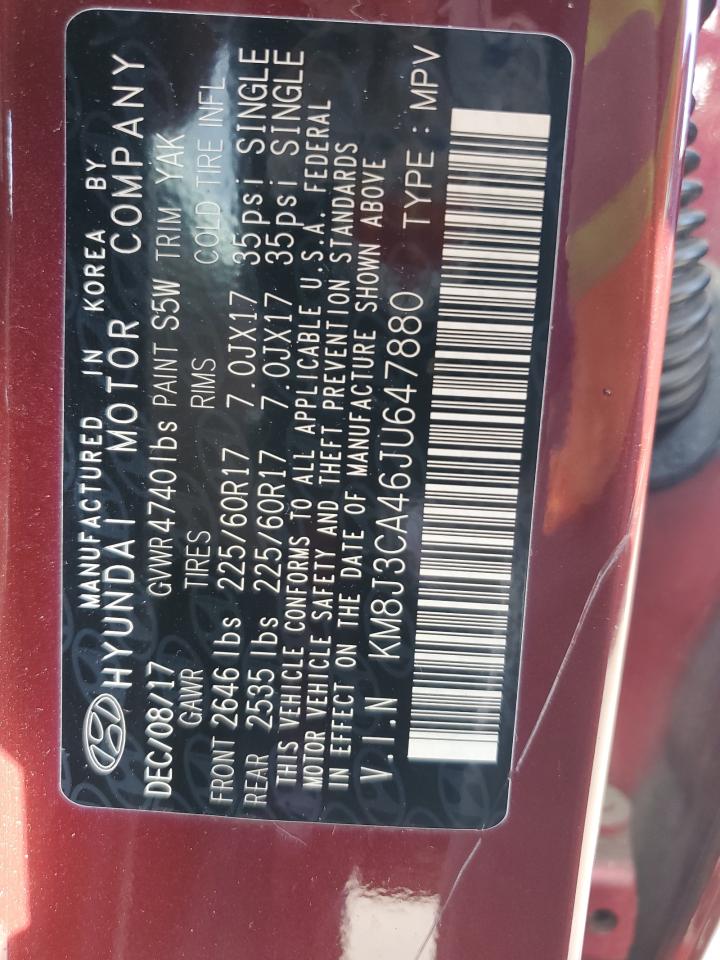 MANUFACTURED IN KOREA BY
HYUNDAI MOTOR COMPANY
DEC/08/17 GVWR 4740 lbs PAINT S5W TRIM YAK
GAWR TIRES RIMS COLD TIRE INFL
FRONT 2646 lbs 225/60R17 7.0JX17 35psi SINGLE
REAR 2535 lbs 225/60R17 7.0JX17 35psi SINGLE
THIS VEHICLE CONFORMS TO ALL APPLICABLE U.S.A. FEDERAL
MOTOR VEHICLE SAFETY AND THEFT PREVENTION STANDARDS
IN EFFECT ON THE DATE OF MANUFACTURE SHOWN ABOVE
V.I.N KM8J3CA46JU647880 TYPE : MPV